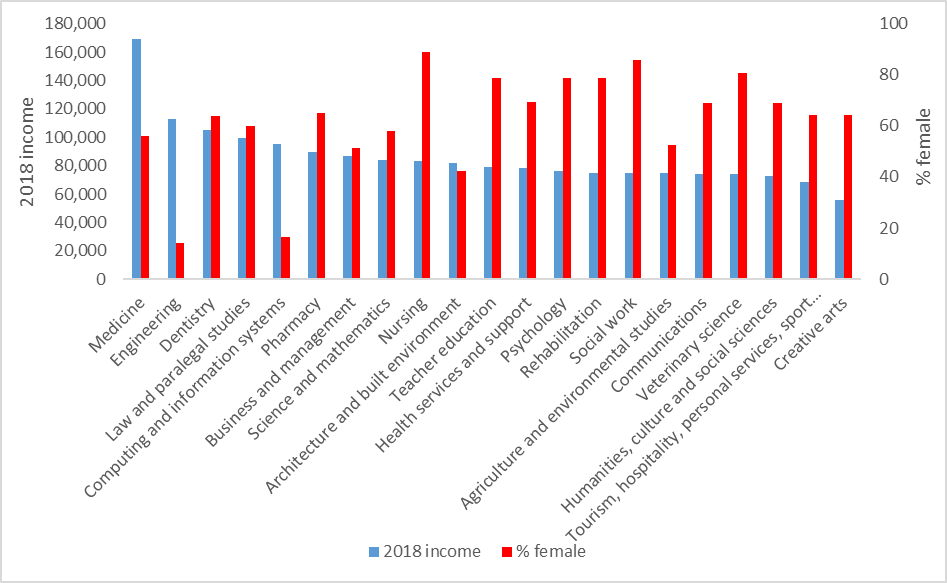 180,000
160,000
140,000
120,000
100,000
80,000
60,000
40,000
20,000
0
2018 income
100
80
60
40
20
0
% female
Medicine
Engineering
Dentistry
Law and paralegal studies
Computing and information systems
Pharmacy
Business and management
Science and mathematics
Nursing
Architecture and built environment
Teacher education
Health services and support
Psychology
Rehabilitation
Social work
Agriculture and environmental studies
Communications
Veterinary science
Humanities, culture and social sciences
Tourism, hospitality, personal services, sport…
Creative arts
2018 income
% female